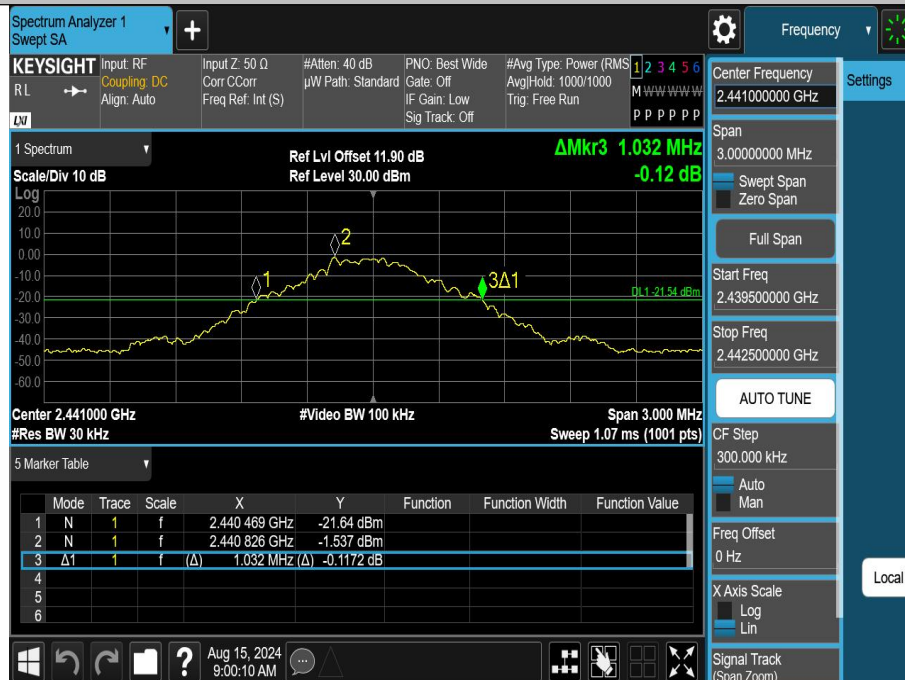 Spectrum Analyzer 1
Swept SA
+
Frequency
KEYSIGHT
RL
LXI
Input: RF
Coupling: DC
Align: Auto
Input Z: 50 Ω
Corr CCorr
Freq Ref: Int (S)
#Atten: 40 dB
µW Path: Standard
PNO: Best Wide
Gate: Off
IF Gain: Low
Sig Track: Off
#Avg Type: Power (RMS
Avg|Hold: 1000/1000
Trig: Free Run
1 2 3 4 5 6
M W W W W W
P P P P P P
1 Spectrum
Scale/Div 10 dB
Ref Lvl Offset 11.90 dB
Ref Level 30.00 dBm
ΔMkr3 1.032 MHz
-0.12 dB
Log
20.0
10.0
0.00
-10.0
-20.0
-30.0
-40.0
-50.0
-60.0
1
2
3Δ1
DL1 -21.54 dBm
Center 2.441000 GHz
#Video BW 100 kHz
Span 3.000 MHz
#Res BW 30 kHz
Sweep 1.07 ms (1001 pts)
5 Marker Table
Mode Trace Scale X Y Function Function Width Function Value
1 N 1 f 2.440 469 GHz -21.64 dBm
2 N 1 f 2.440 826 GHz -1.537 dBm
3 Δ1 1 f (Δ) 1.032 MHz (Δ) -0.1172 dB
4
5
6
?
Aug 15, 2024
9:00:10 AM
Center Frequency
2.441000000 GHz
Span
3.00000000 MHz
Swept Span
Zero Span
Full Span
Start Freq
2.439500000 GHz
Stop Freq
2.442500000 GHz
AUTO TUNE
CF Step
300.000 kHz
Auto
Man
Freq Offset
0 Hz
X Axis Scale
Log
Lin
Signal Track
(Span Zoom)
Settings
Local